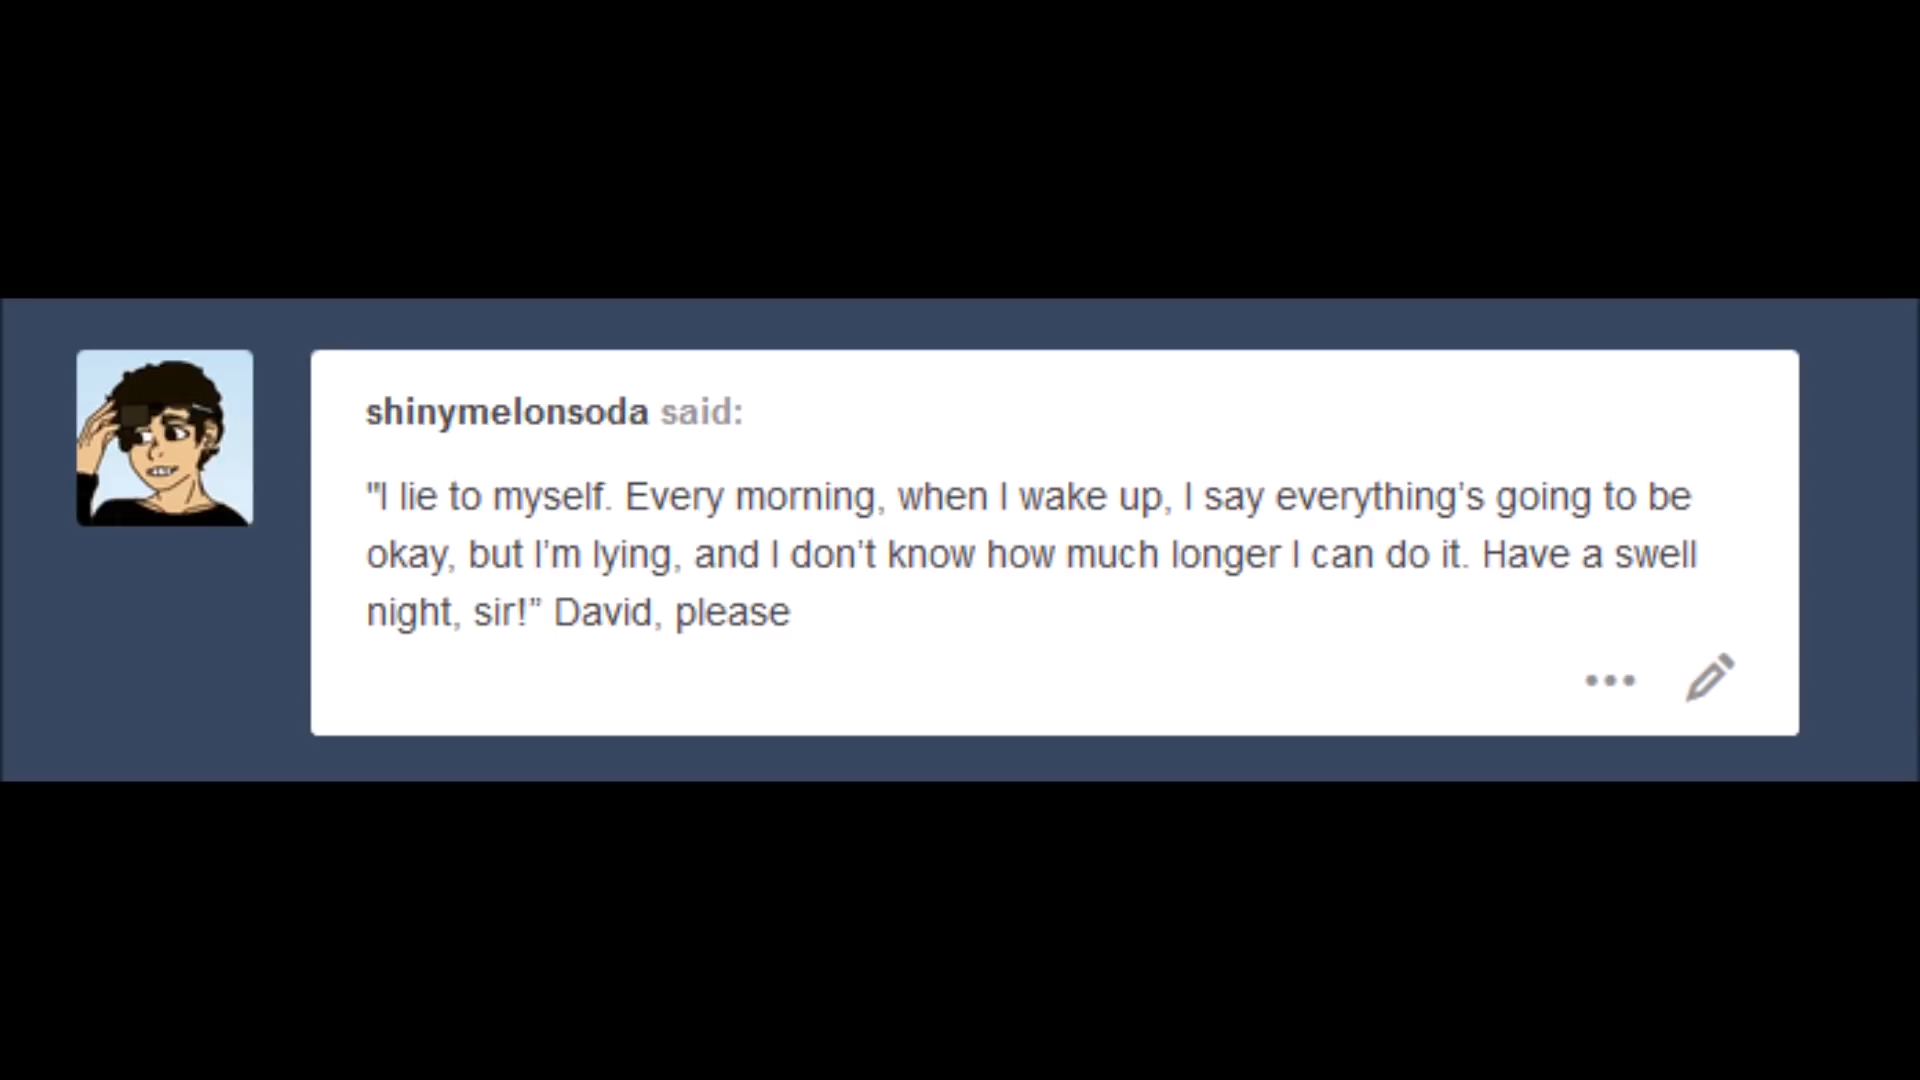 shinymelonsoda said:
"I lie to myself. Every morning, when I wake up, I say everything’s going to be
okay, but I’m lying, and I don’t know how much longer I can do it. Have a swell
night, sir!” David, please